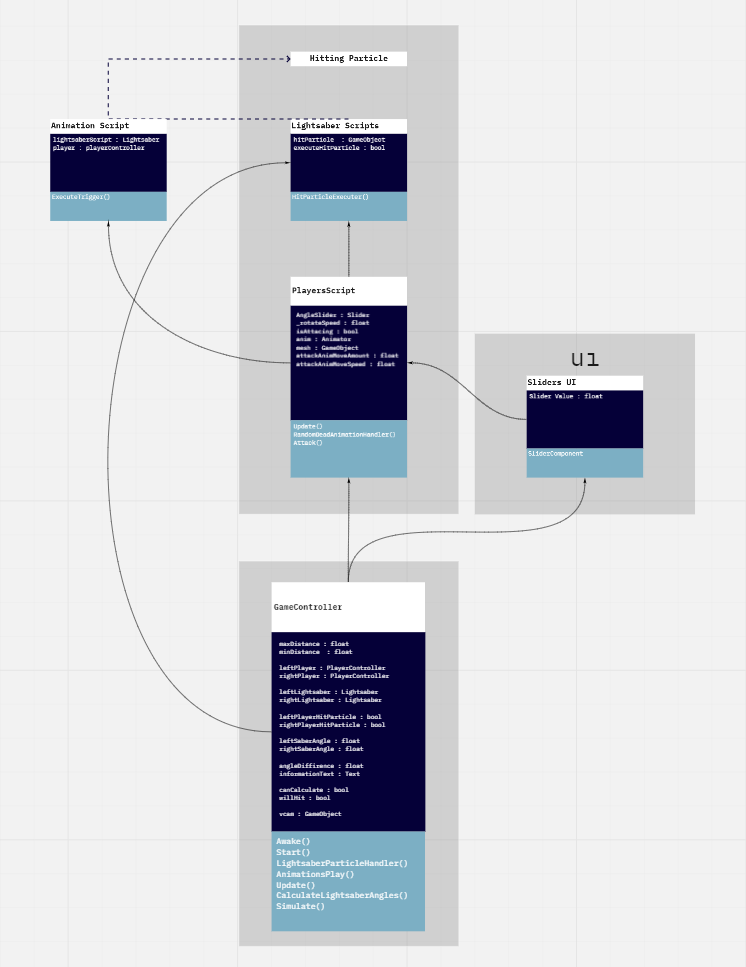 Hitting Particle
Animation Script
lightsaberScript : Lightsaber
player : playerController
ExecuteTrigger()
Lightsaber Scripts
hitParticle : GameObject
executeHitParticle : bool
HitParticleExecuter()
PlayersScript
AngleSlider : Slider
_rotateSpeed : float
isAttacing : bool
anim : Animator
mesh : GameObject
attackAnimMoveAmount : float
attackAnimMoveSpeed : float
Update()
RandomDeadAnimationHandler()
Attack()
UI
Sliders UI
Slider Value : float
SliderComponent
GameController
maxDistance : float
minDistance : float
leftPlayer : PlayerController
rightPlayer : PlayerController
leftLightsaber : Lightsaber
rightLighsaber : Lightsaber
leftPlayerHitParticle : bool
rightPlayerHitParticle : bool
leftSaberAngle : float
rightSaberAngle : float
angleDiffirence : float
informationText : Text
canCalculate : bool
willHit : bool
vcam : GameObject
Awake()
Start()
LightsaberParticleHandler()
AnimationsPlay()
Update()
CalculateLightsaberAngles()
Simulate()